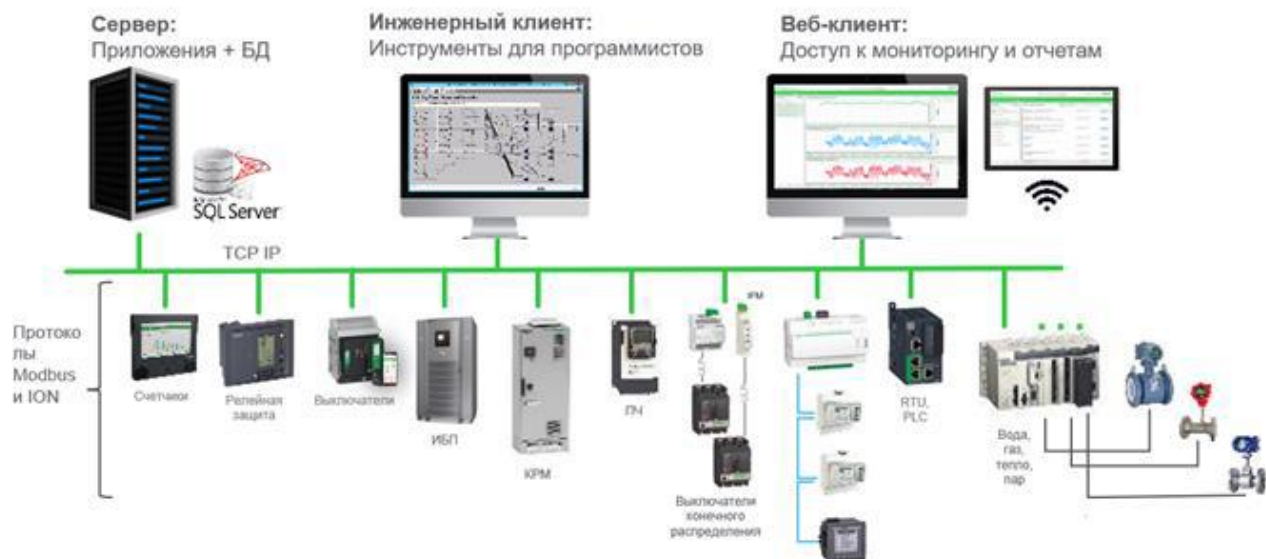 Сервер:
Приложения + БД
Инженерный клиент:
Инструменты для программистов
Веб-клиент:
Доступ к мониторингу и отчетам
SQL Server
TCP IP
Протоко
лы
Modbus
и ION
Счетчики
Релейная
защита
Выключатели
ИБП
КРМ
ПЧ
IFM
Выключатели
конечного
распределения
RTU,
PLC
Вода,
газ,
тепло,
пар